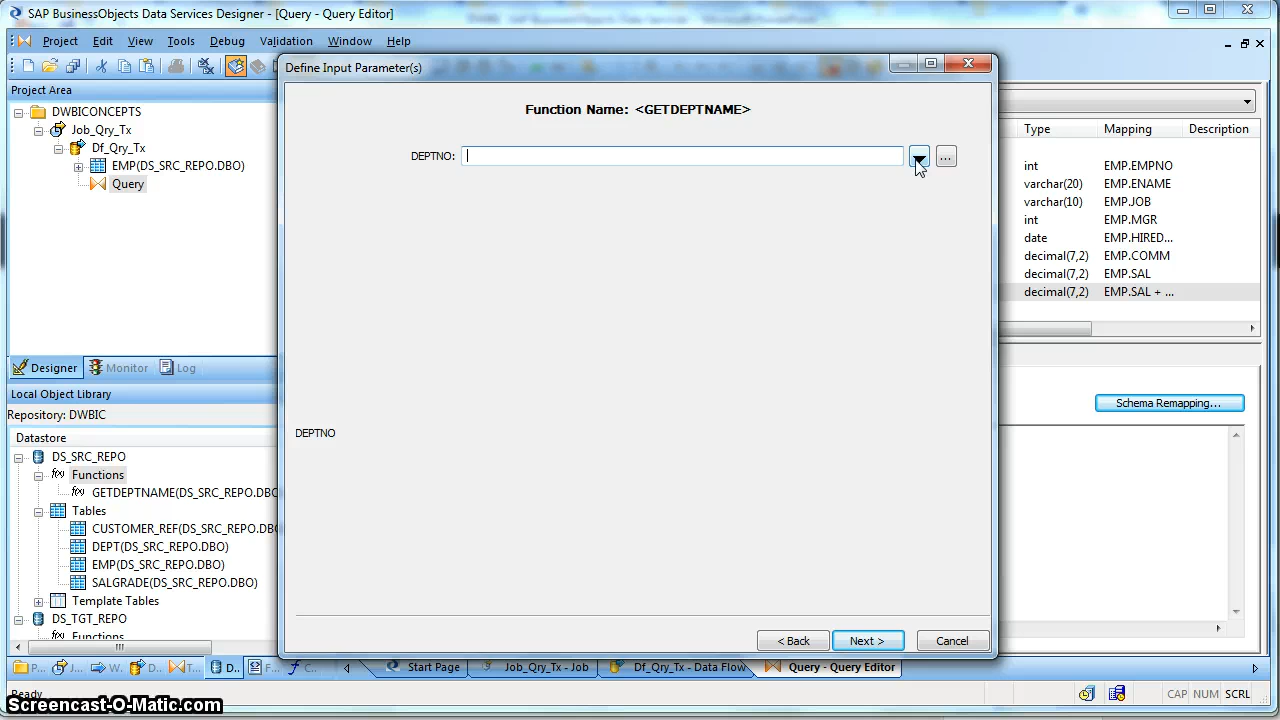 SAP BusinessObjects Data Services Designer - [Query - Query Editor]
Project Edit View Tools Debug Validation Window Help
Project Area
DWBICONCEPTS
Job_Qry_Tx
Df_Qry_Tx
EMP(DS_SRC_REPO.DBO)
Query
Designer Monitor Log
Local Object Library
Repository: DWBIC
Datastore
DS_SRC_REPO
Functions
GETDEPTNAME(DS_SRC_REPO.DBO
Tables
CUSTOMER_REF(DS_SRC_REPO.DBO
DEPT(DS_SRC_REPO.DBO)
EMP(DS_SRC_REPO.DBO)
SALGRADE(DS_SRC_REPO.DBO)
Template Tables
DS_TGT_REPO
Functions
Define Input Parameter(s)
Function Name: <GETDEPTNAME>
DEPTNO:
...
DEPTNO
< Back Next > Cancel
Type Mapping Description
int EMP.EMPNO
varchar(20) EMP.ENAME
varchar(10) EMP.JOB
int EMP.MGR
date EMP.HIRED...
decimal(7,2) EMP.COMM
decimal(7,2) EMP.SAL
decimal(7,2) EMP.SAL + ...
Schema Remapping...
P... J... W... D... T... D.. F... C...
Start Page Job_Qry_Tx - Job Df_Qry_Tx - Data Flow Query - Query Editor
Ready
CAP NUM SCRL
Screencast-O-Matic.com